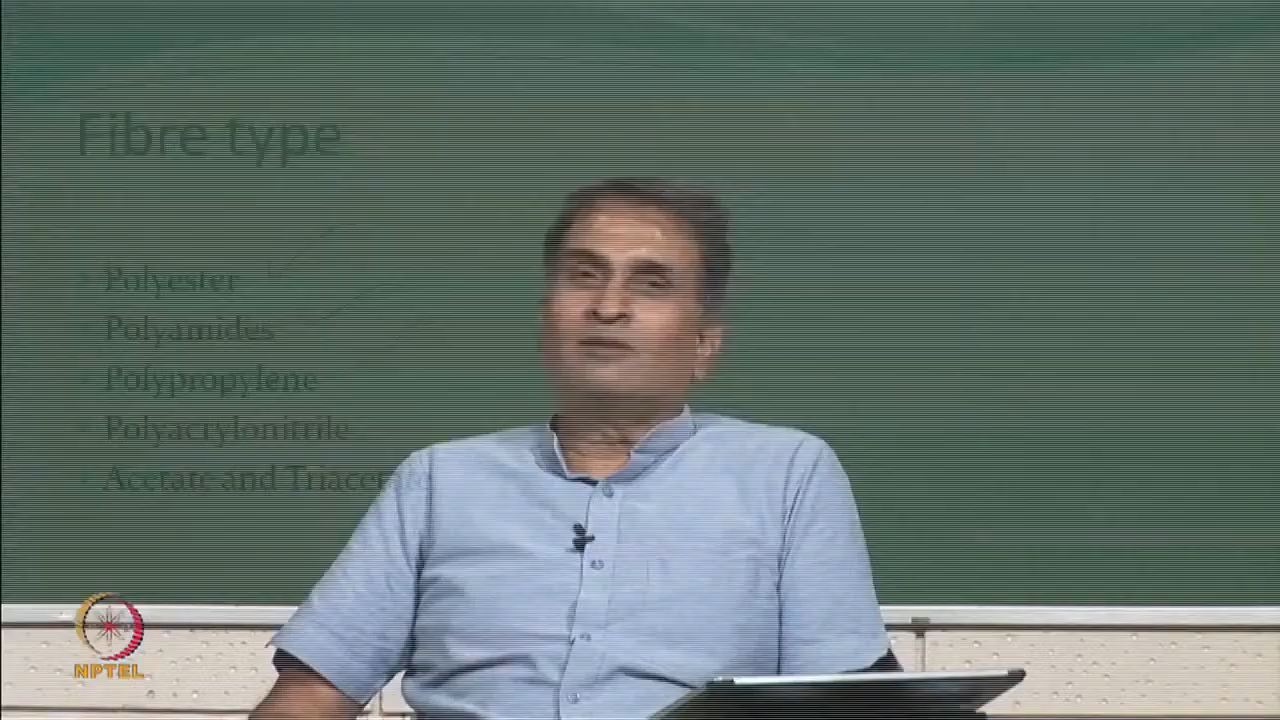 Fibre type
Polyester
Polyamides
Polypropylene
Polyacrylonitrile
Acetate and
NPTEL